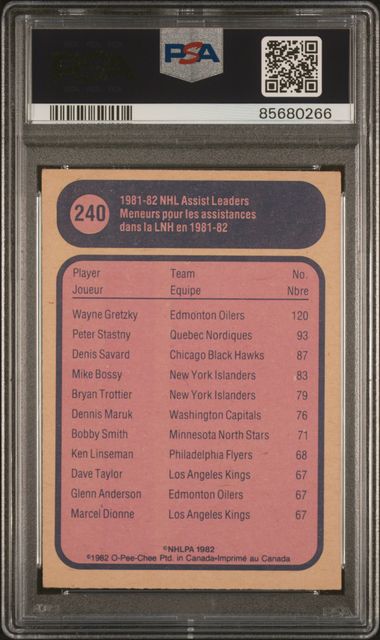 PSA
85680266
240
1981-82 NHL Assist Leaders
Meneurs pour les assistances
dans la LNH en 1981-82
Player Team No.
Joueur Equipe Nbre
Wayne Gretzky Edmonton Oilers 120
Peter Stastny Quebec Nordiques 93
Denis Savard Chicago Black Hawks 87
Mike Bossy New York Islanders 83
Bryan Trottier New York Islanders 79
Dennis Maruk Washington Capitals 76
Bobby Smith Minnesota North Stars 71
Ken Linseman Philadelphia Flyers 68
Dave Taylor Los Angeles Kings 67
Glenn Anderson Edmonton Oilers 67
Marcel Dionne Los Angeles Kings 67
©NHLPA 1982
©1982 O-Pee-Chee Ptd. in Canada-Imprimé au Canada